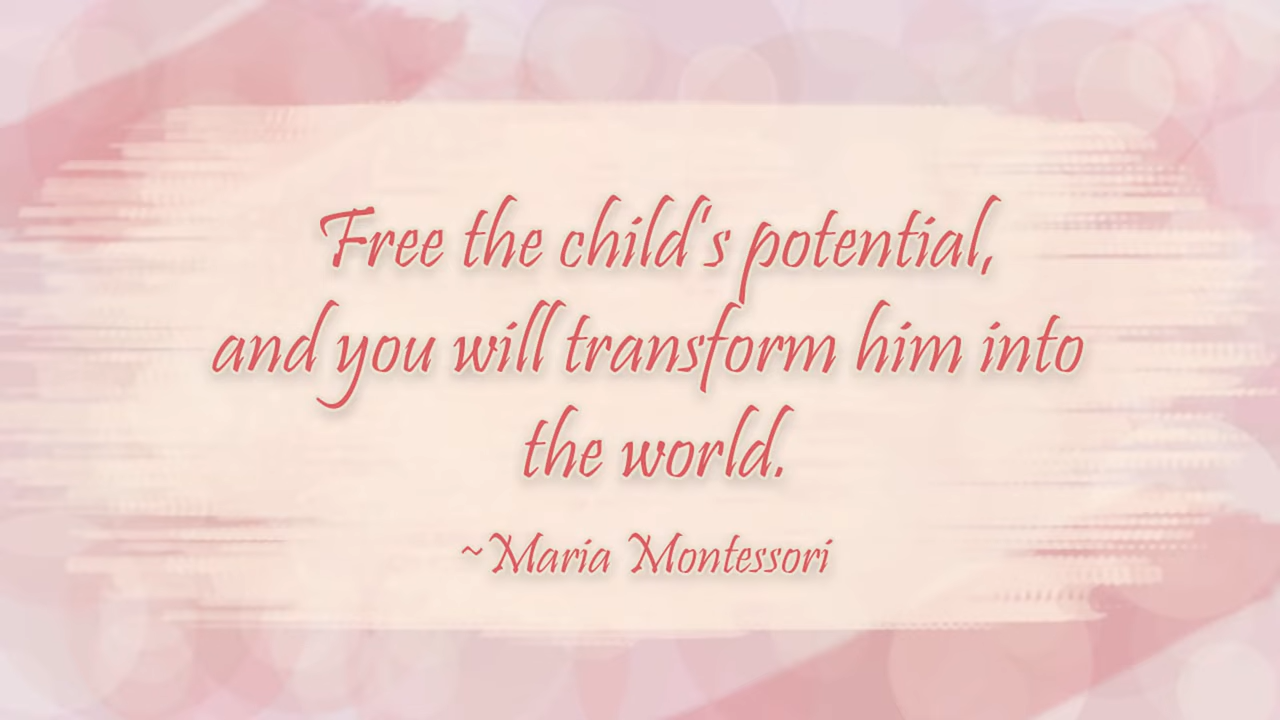 Free the child's potential,
and you will transform him into
the world.
~Maria Montessori